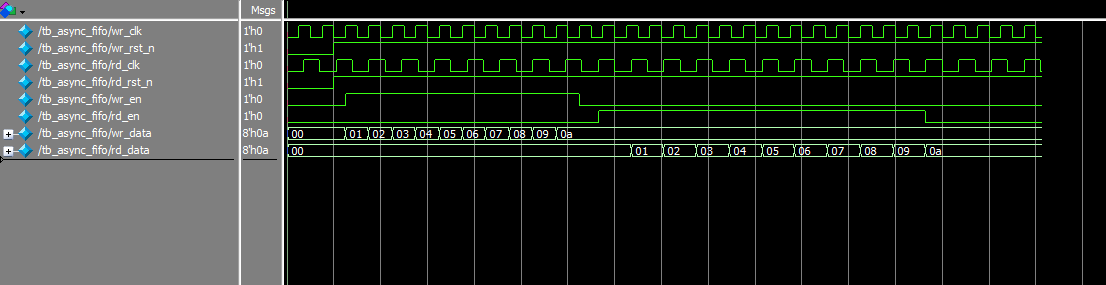 Msgs
/tb_async_fifo/wr_clk 1'h0
/tb_async_fifo/wr_rst_n 1'h1
/tb_async_fifo/rd_clk 1'h0
/tb_async_fifo/rd_rst_n 1'h1
/tb_async_fifo/wr_en 1'h0
/tb_async_fifo/rd_en 1'h0
/tb_async_fifo/wr_data 8'h0a 00 01 02 03 04 05 06 07 08 09 0a
/tb_async_fifo/rd_data 8'h0a 00 01 02 03 04 05 06 07 08 09 0a